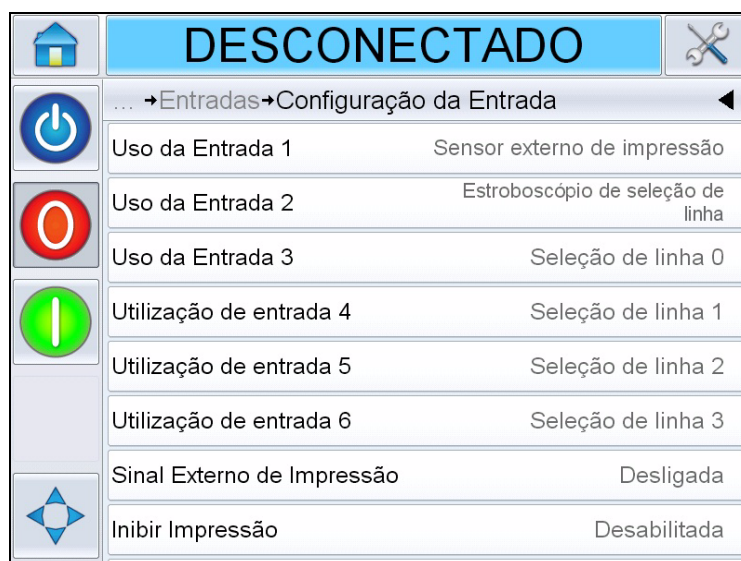 DESCONECTADO
... →Entradas→Configuração da Entrada
Uso da Entrada 1 Sensor externo de impressão
Uso da Entrada 2 Estroboscópio de seleção de
linha
Uso da Entrada 3 Seleção de linha 0
Utilização de entrada 4 Seleção de linha 1
Utilização de entrada 5 Seleção de linha 2
Utilização de entrada 6 Seleção de linha 3
Sinal Externo de Impressão Desligada
Inibir Impressão Desabilitada